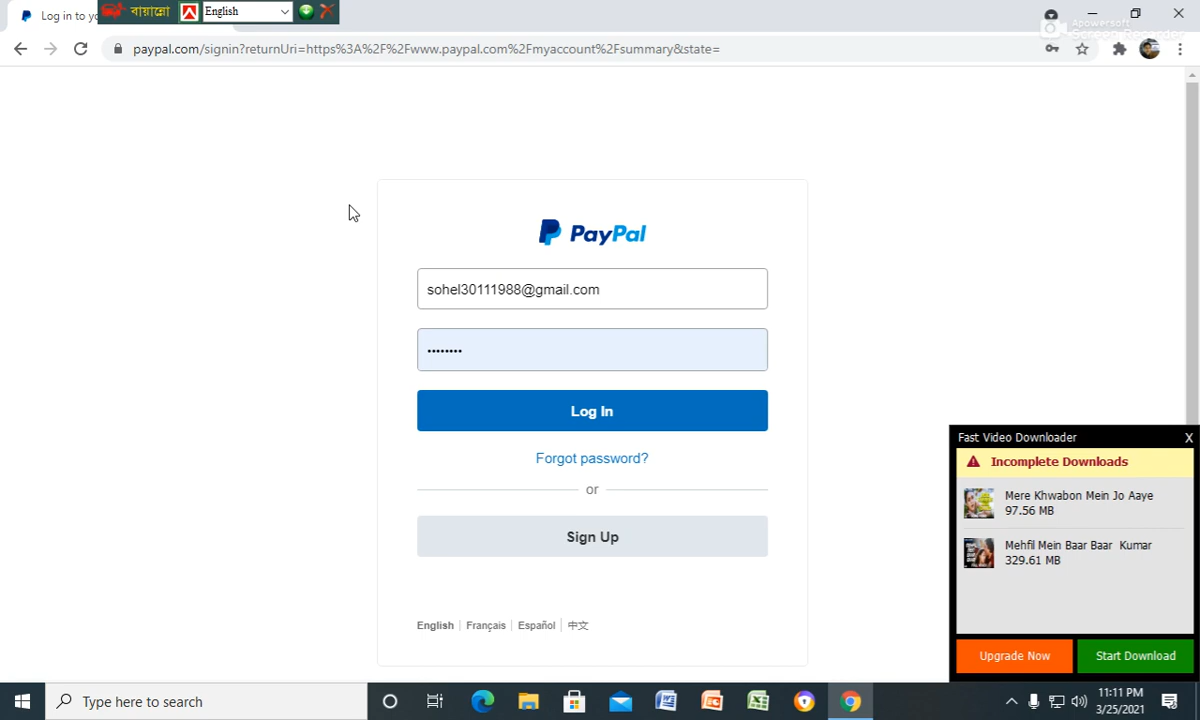 Log in to yo
বায়ান্নো
English
Apowersoft
Screen Recorder
paypal.com/signin?returnUri=https%3A%2F%2Fwww.paypal.com%2Fmyaccount%2Fsummary&state=
PayPal
sohel30111988@gmail.com
••••••••
Log In
Forgot password?
or
Sign Up
English
Français
Español
中文
Fast Video Downloader
X
Incomplete Downloads
Mere Khwabon Mein Jo Aaye
97.56 MB
Mehfil Mein Baar Baar Kumar
329.61 MB
Upgrade Now
Start Download
Type here to search
11:11 PM
3/25/2021